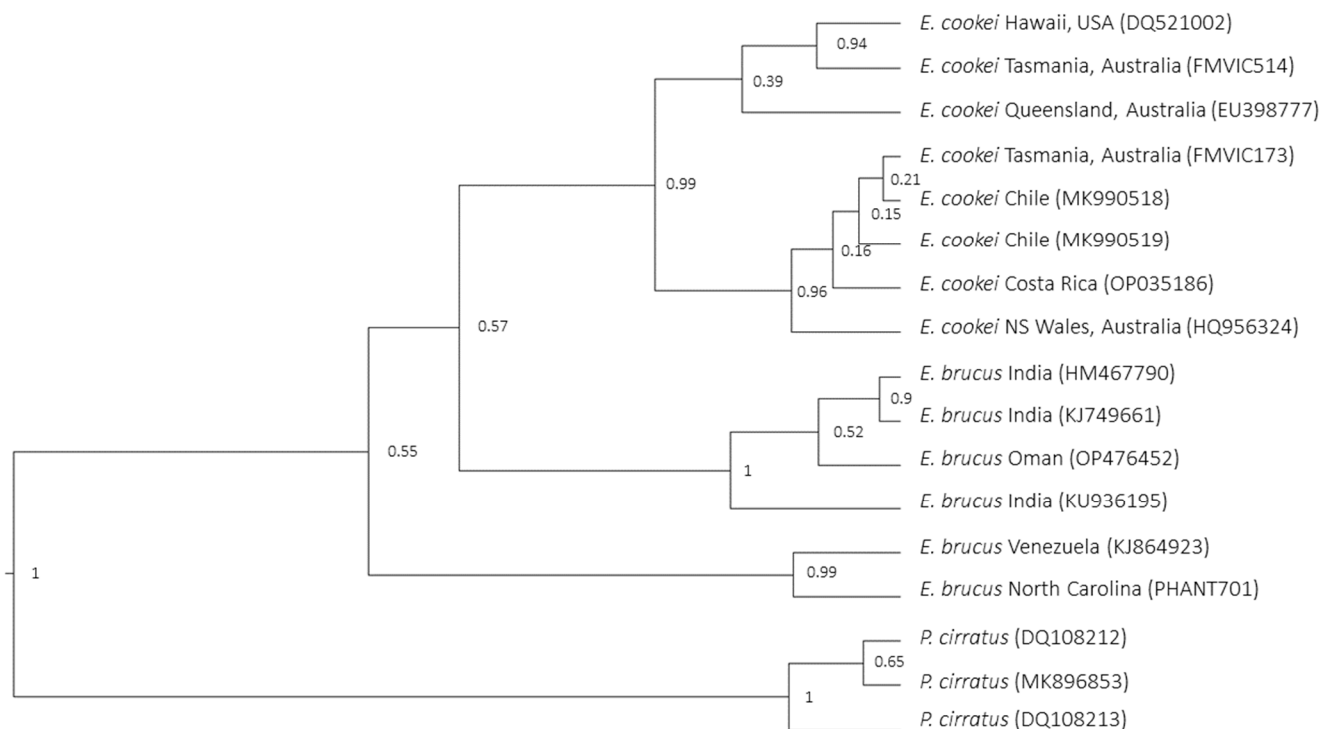 E. cookei Hawaii, USA (DQ521002)
0.94
E. cookei Tasmania, Australia (FMVIC514)
0.39
E. cookei Queensland, Australia (EU398777)
E. cookei Tasmania, Australia (FMVIC173)
0.21
0.99
E. cookei Chile (MK990518)
0.15
E. cookei Chile (MK990519)
0.16
E. cookei Costa Rica (OP035186)
0.96
E. cookei NS Wales, Australia (HQ956324)
0.57
E. brucus India (HM467790)
0.9
E. brucus India (KJ749661)
0.52
0.55
E. brucus Oman (OP476452)
1
E. brucus India (KU936195)
E. brucus Venezuela (KJ864923)
0.99
1
E. brucus North Carolina (PHANT701)
P. cirratus (DQ108212)
0.65
P. cirratus (MK896853)
1
P. cirratus (DQ108213)